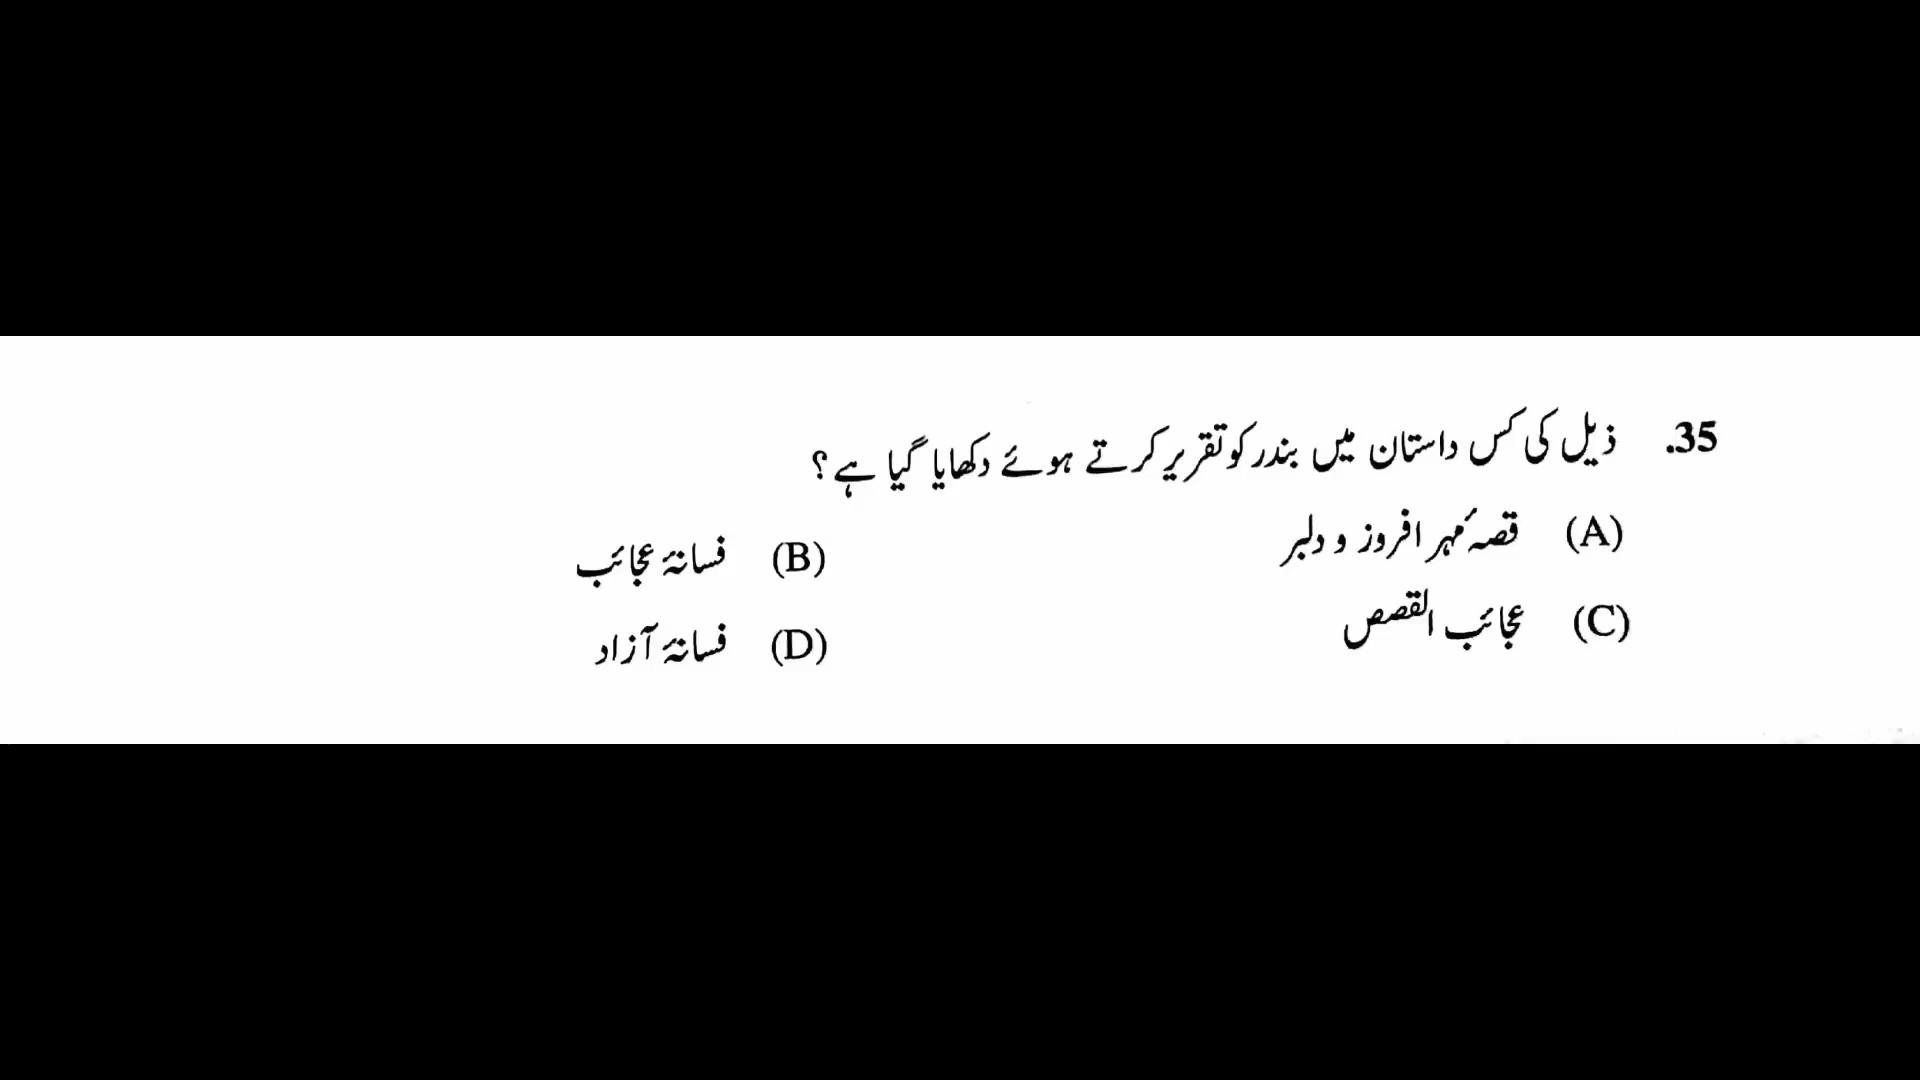 35. ذیل کی کس داستان میں بندر کو تقریر کرتے ہوئے دکھایا گیا ہے؟
(A) قصۂ مہر افروز و دلبر (B) فسانۂ عجائب
(C) عجائب القصص (D) فسانۂ آزاد